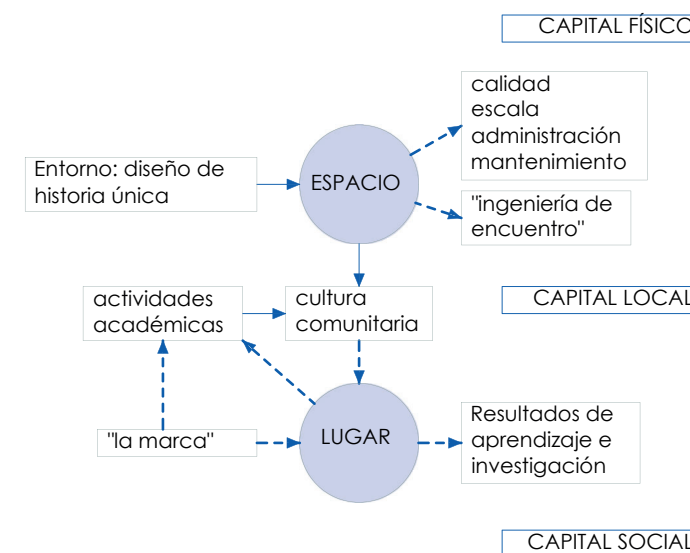 CAPITAL FÍSICO
calidad
escala
administración
mantenimiento
Entorno: diseño de
historia única
ESPACIO
"ingeniería de
encuentro"
actividades
académicas
cultura
comunitaria
CAPITAL LOCAL
"la marca"
LUGAR
Resultados de
aprendizaje e
investigación
CAPITAL SOCIAL